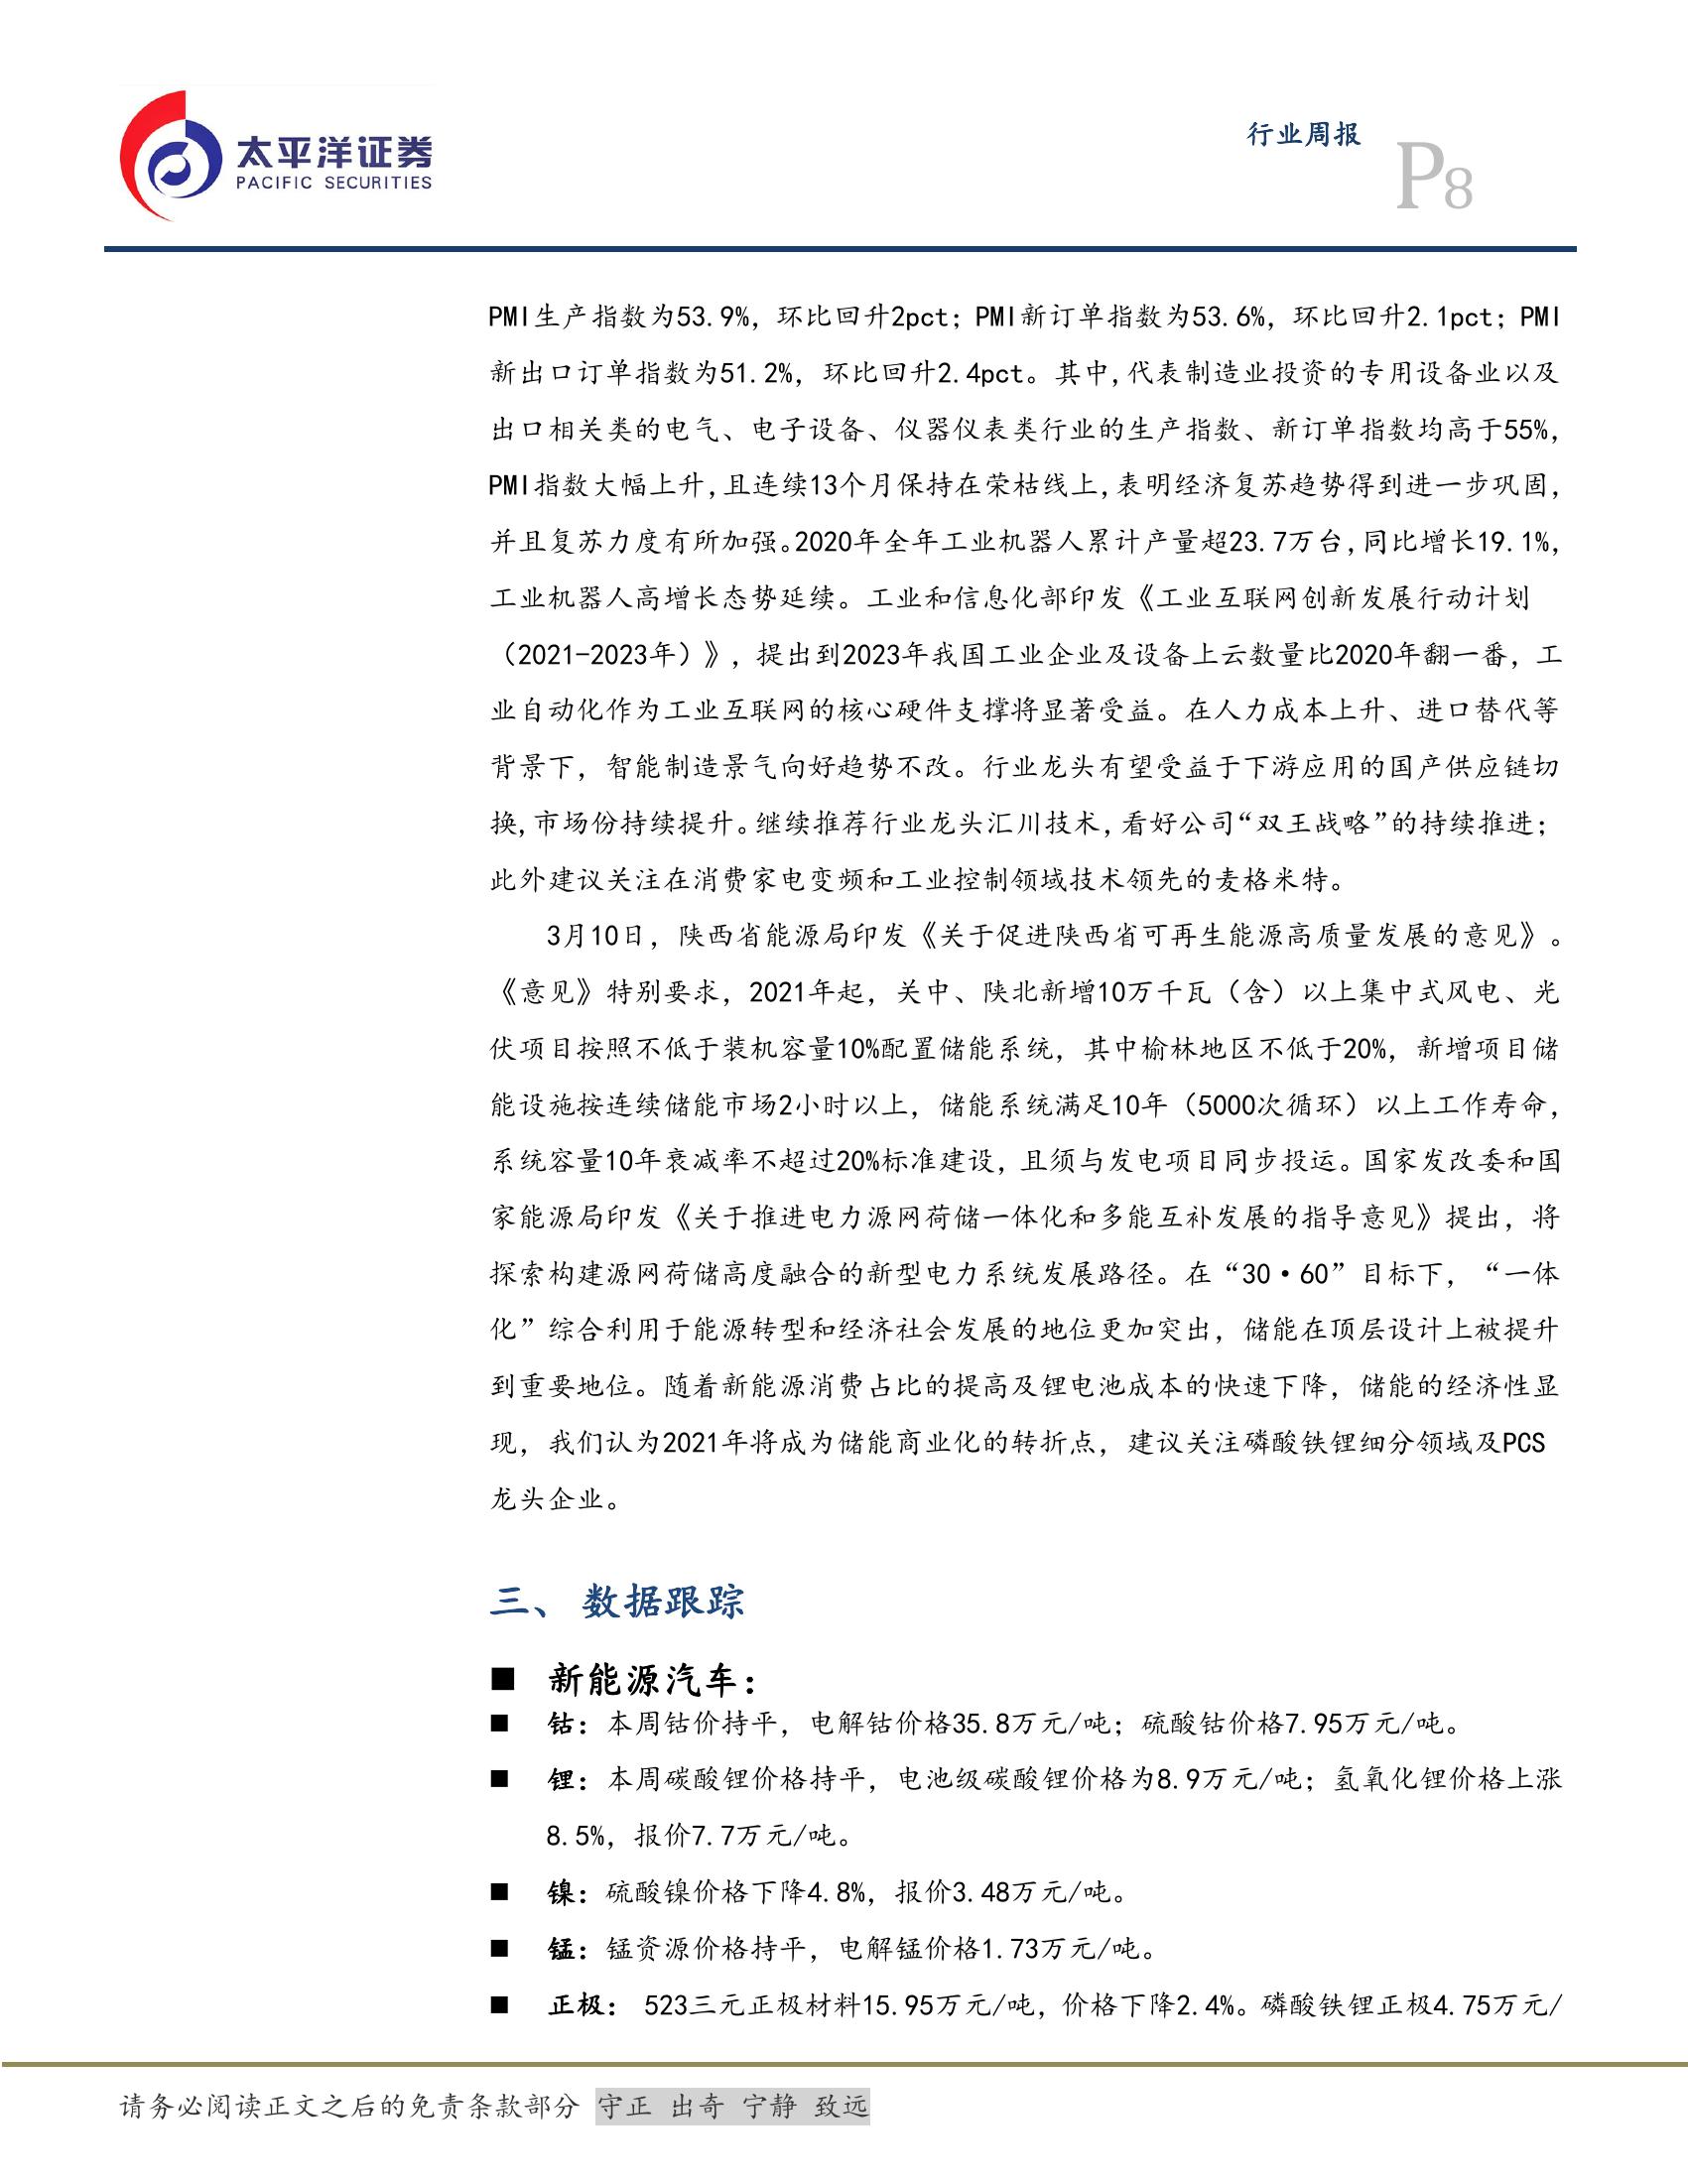 太平洋证券
PACIFIC SECURITIES
行业周报
P8
PMI生产指数为53.9%，环比回升2pct；PMI新订单指数为53.6%，环比回升2.1pct；PMI
新出口订单指数为51.2%，环比回升2.4pct。其中,代表制造业投资的专用设备业以及
出口相关类的电气、电子设备、仪器仪表类行业的生产指数、新订单指数均高于55%，
PMI指数大幅上升,且连续13个月保持在荣枯线上,表明经济复苏趋势得到进一步巩固，
并且复苏力度有所加强。2020年全年工业机器人累计产量超23.7万台,同比增长19.1%，
工业机器人高增长态势延续。工业和信息化部印发《工业互联网创新发展行动计划
（2021-2023年）》，提出到2023年我国工业企业及设备上云数量比2020年翻一番，工
业自动化作为工业互联网的核心硬件支撑将显著受益。在人力成本上升、进口替代等
背景下，智能制造景气向好趋势不改。行业龙头有望受益于下游应用的国产供应链切
换,市场份持续提升。继续推荐行业龙头汇川技术,看好公司“双王战略”的持续推进；
此外建议关注在消费家电变频和工业控制领域技术领先的麦格米特。
3月10日，陕西省能源局印发《关于促进陕西省可再生能源高质量发展的意见》。
《意见》特别要求，2021年起，关中、陕北新增10万千瓦（含）以上集中式风电、光
伏项目按照不低于装机容量10%配置储能系统，其中榆林地区不低于20%，新增项目储
能设施按连续储能市场2小时以上，储能系统满足10年（5000次循环）以上工作寿命，
系统容量10年衰减率不超过20%标准建设，且须与发电项目同步投运。国家发改委和国
家能源局印发《关于推进电力源网荷储一体化和多能互补发展的指导意见》提出，将
探索构建源网荷储高度融合的新型电力系统发展路径。在“30·60”目标下，“一体
化”综合利用于能源转型和经济社会发展的地位更加突出，储能在顶层设计上被提升
到重要地位。随着新能源消费占比的提高及锂电池成本的快速下降，储能的经济性显
现，我们认为2021年将成为储能商业化的转折点，建议关注磷酸铁锂细分领域及PCS
龙头企业。
三、 数据跟踪
■ 新能源汽车：
■ 钴：本周钴价持平，电解钴价格35.8万元/吨；硫酸钴价格7.95万元/吨。
■ 锂：本周碳酸锂价格持平，电池级碳酸锂价格为8.9万元/吨；氢氧化锂价格上涨
8.5%，报价7.7万元/吨。
■ 镍：硫酸镍价格下降4.8%，报价3.48万元/吨。
■ 锰：锰资源价格持平，电解锰价格1.73万元/吨。
■ 正极： 523三元正极材料15.95万元/吨，价格下降2.4%。磷酸铁锂正极4.75万元/
请务必阅读正文之后的免责条款部分 守正 出奇 宁静 致远